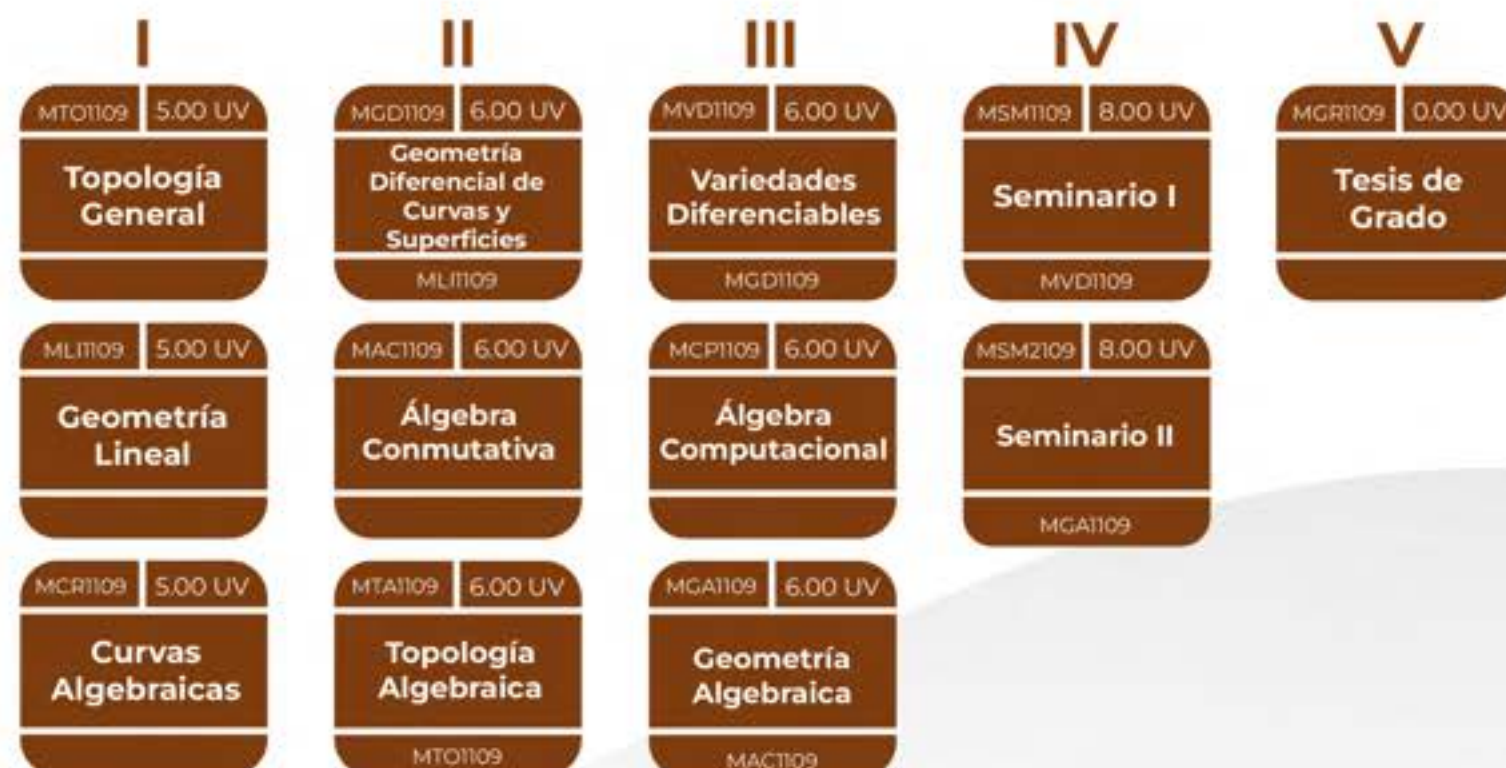 I
II
III
IV
V
MTO1109 5.00 UV
Topología
General
MGD1109 6.00 UV
Geometría
Diferencial de
Curvas y
Superficies
MLI1109
MVD1109 6.00 UV
Variedades
Diferenciables
MGD1109
MSM1109 8.00 UV
Seminario I
MVD1109
MGR1109 0.00 UV
Tesis de
Grado
MLI1109 5.00 UV
Geometría
Lineal
MAC1109 6.00 UV
Álgebra
Conmutativa
MCP1109 6.00 UV
Álgebra
Computacional
MSM2109 8.00 UV
Seminario II
MGA1109
MCR1109 5.00 UV
Curvas
Algebraicas
MTA1109 6.00 UV
Topología
Algebraica
MTO1109
MGA1109 6.00 UV
Geometría
Algebraica
MAC1109